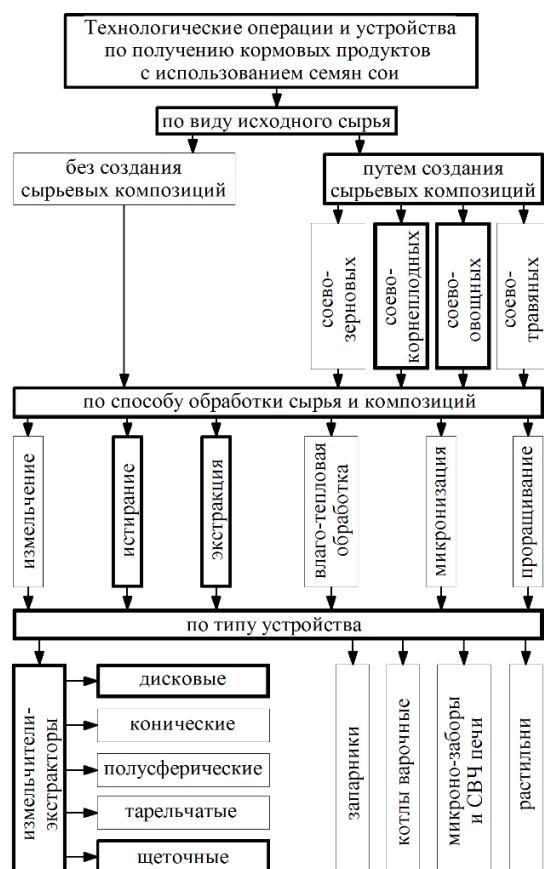 Технологические операции и устройства
по получению кормовых продуктов
с использованием семян сои
по виду исходного сырья
без создания
сырьевых композиций
путем создания
сырьевых композиций
соево-
зерновых
соево-
корнеплодных
соево-
овощных
соево-
травяных
по способу обработки сырья и композиций
измельчение
истирание
экстракция
влаго-тепловая
обработка
микронизация
проращивание
по типу устройства
измельчители-
экстракторы
дисковые
конические
полусферические
тарельчатые
щеточные
запарники
котлы варочные
микроно-заборы
и СВЧ печи
растильни